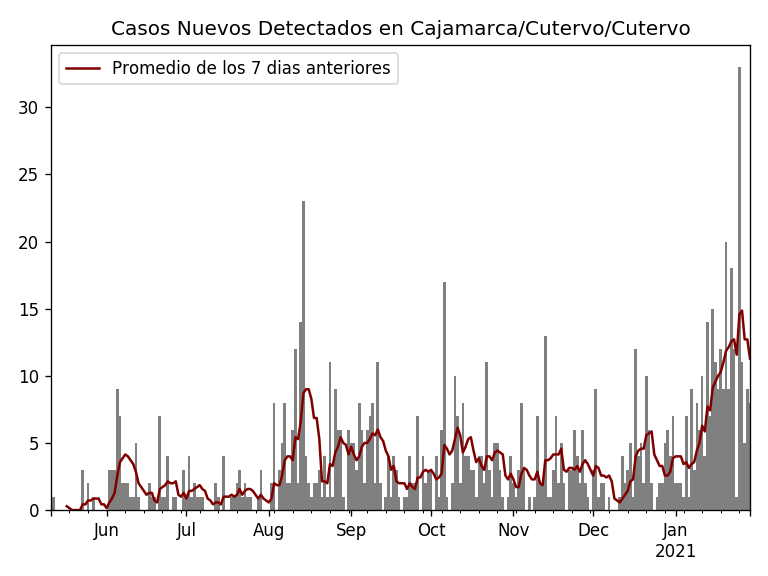 Casos Nuevos Detectados en Cajamarca/Cutervo/Cutervo
Promedio de los 7 dias anteriores
30
25
20
15
10
5
0
Jun Jul Aug Sep Oct Nov Dec Jan
2021